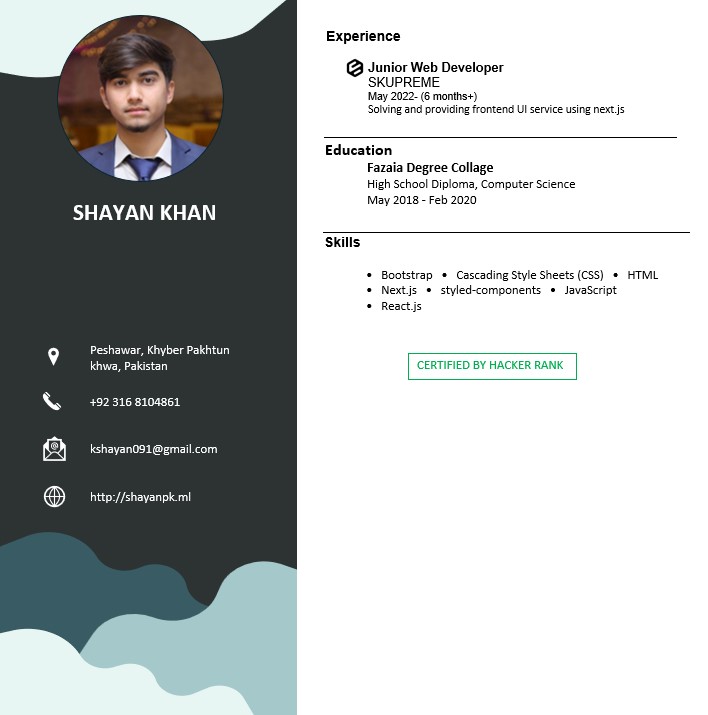 SHAYAN KHAN
Peshawar, Khyber Pakhtun
khwa, Pakistan
+92 316 8104861
kshayan091@gmail.com
http://shayanpk.ml
Experience
Junior Web Developer
SKUPREME
May 2022- (6 months+)
Solving and providing frontend UI service using next.js
Education
Fazaia Degree Collage
High School Diploma, Computer Science
May 2018 - Feb 2020
Skills
• Bootstrap • Cascading Style Sheets (CSS) • HTML
• Next.js • styled-components • JavaScript
• React.js
CERTIFIED BY HACKER RANK